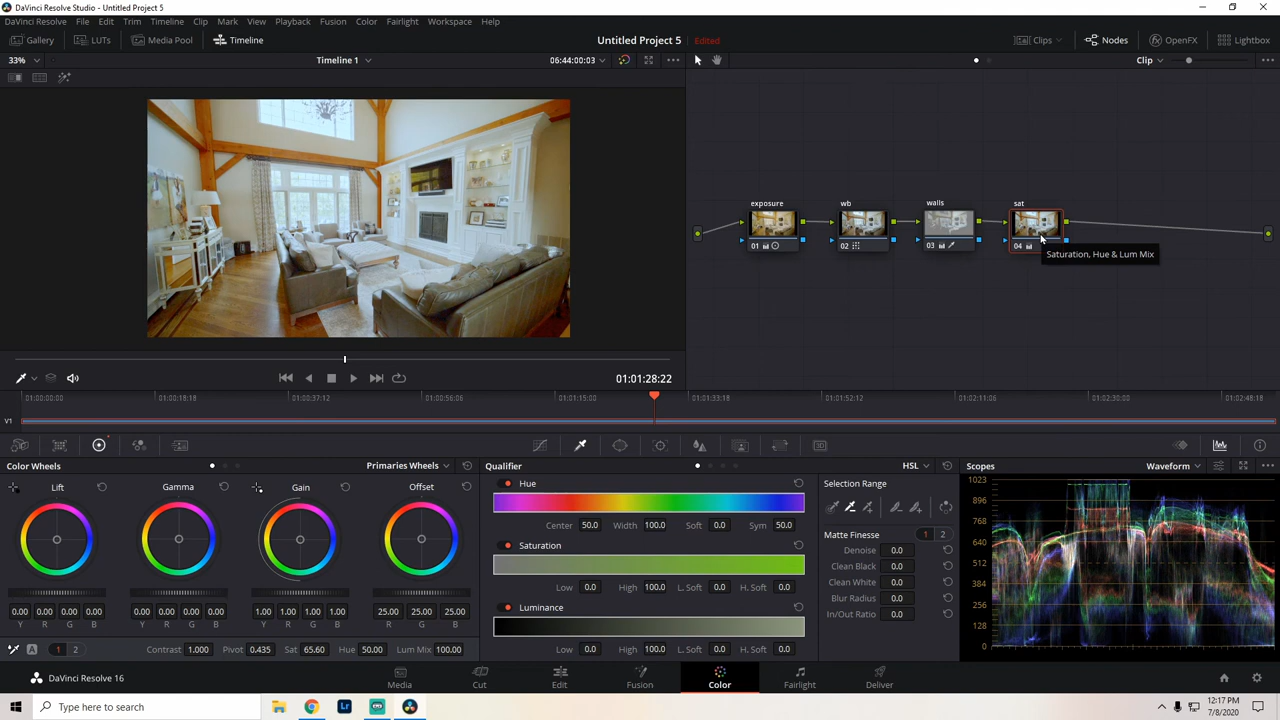 DaVinci Resolve Studio - Untitled Project 5
DaVinci Resolve File Edit Trim Timeline Clip Mark View Playback Fusion Color Fairlight Workspace Help
Gallery LUTs Media Pool Timeline Untitled Project 5 Edited Clips Nodes OpenFX Lightbox
33% Timeline 1 06:44:00:03 Clip
exposure wb walls sat
01 02 03 04
Saturation, Hue & Lum Mix
01:01:28:22
01:00:00:00 01:00:18:18 01:00:37:12 01:00:56:06 01:01:15:00 01:01:33:18 01:01:52:12 01:02:11:06 01:02:30:00 01:02:48:18
V1
Color Wheels Primaries Wheels Qualifier HSL Scopes Waveform
Lift Gamma Gain Offset
0.00 0.00 0.00 0.00 0.00 0.00 0.00 0.00 1.00 1.00 1.00 1.00 25.00 25.00 25.00
Y R G B Y R G B Y R G B R G B
A 1 2 Contrast 1.000 Pivot 0.435 Sat 65.60 Hue 50.00 Lum Mix 100.00
Hue
Center 50.0 Width 100.0 Soft 0.0 Sym 50.0
Saturation
Low 0.0 High 100.0 L. Soft 0.0 H. Soft 0.0
Luminance
Low 0.0 High 100.0 L. Soft 0.0 H. Soft 0.0
Selection Range
Matte Finesse 1 2
Denoise 0.0
Clean Black 0.0
Clean White 0.0
Blur Radius 0.0
In/Out Ratio 0.0
1023
896
768
640
512
384
256
128
0
DaVinci Resolve 16 Media Cut Edit Fusion Color Fairlight Deliver
Type here to search
Lr
12:17 PM
7/8/2020